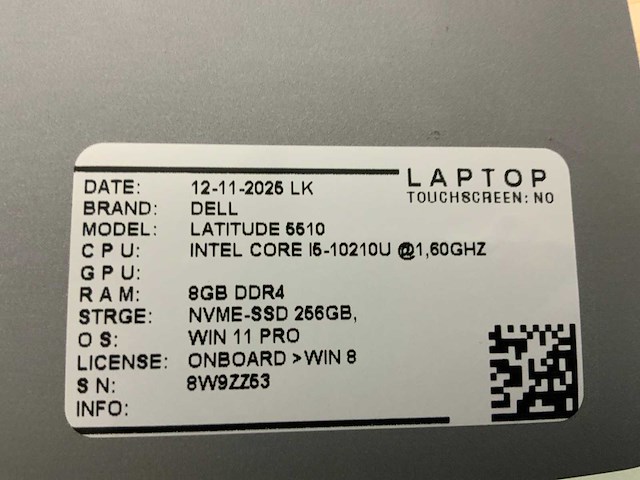 LAPTOP
TOUCHSCREEN: NO
DATE: 12-11-2025 LK
BRAND: DELL
MODEL: LATITUDE 5510
CPU: INTEL CORE I5-10210U @1,60GHZ
GPU:
RAM: 8GB DDR4
STRGE: NVME-SSD 256GB,
OS: WIN 11 PRO
LICENSE: ONBOARD >WIN 8
SN: 8W9ZZ53
INFO: